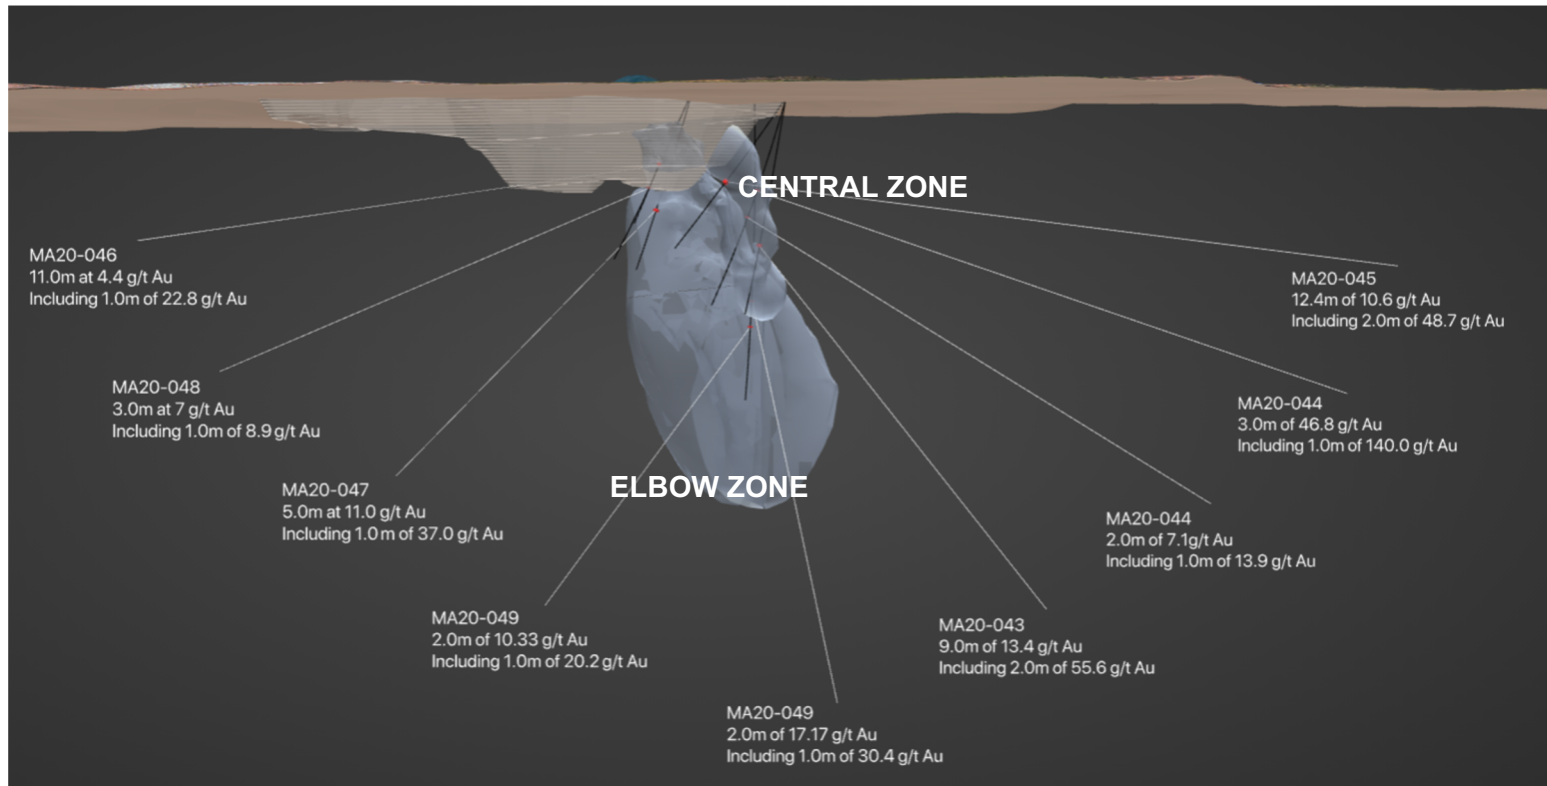 CENTRAL ZONE
MA20-046
11.0m at 4.4 g/t Au
Including 1.0m of 22.8 g/t Au
MA20-045
12.4m of 10.6 g/t Au
Including 2.0m of 48.7 g/t Au
MA20-048
3.0m at 7 g/t Au
Including 1.0m of 8.9 g/t Au
MA20-044
3.0m of 46.8 g/t Au
Including 1.0m of 140.0 g/t Au
ELBOW ZONE
MA20-047
5.0m at 11.0 g/t Au
Including 1.0 m of 37.0 g/t Au
MA20-044
2.0m of 7.1g/t Au
Including 1.0m of 13.9 g/t Au
MA20-049
2.0m of 10.33 g/t Au
Including 1.0m of 20.2 g/t Au
MA20-043
9.0m of 13.4 g/t Au
Including 2.0m of 55.6 g/t Au
MA20-049
2.0m of 17.17 g/t Au
Including 1.0m of 30.4 g/t Au